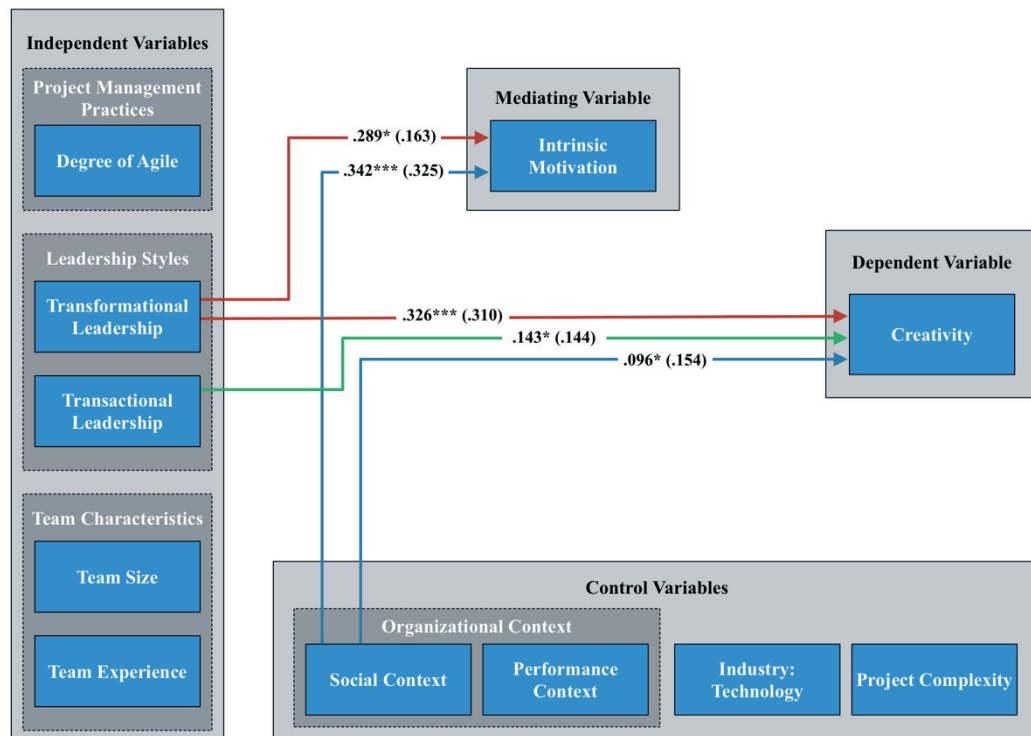 Independent Variables
Project Management
Practices
Degree of Agile
Leadership Styles
Transformational
Leadership
Transactional
Leadership
Team Characteristics
Team Size
Team Experience
Mediating Variable
Intrinsic
Motivation
.289* (.163)
.342*** (.325)
Dependent Variable
Creativity
.326*** (.310)
.143* (.144)
.096* (.154)
Control Variables
Organizational Context
Social Context
Performance
Context
Industry:
Technology
Project Complexity